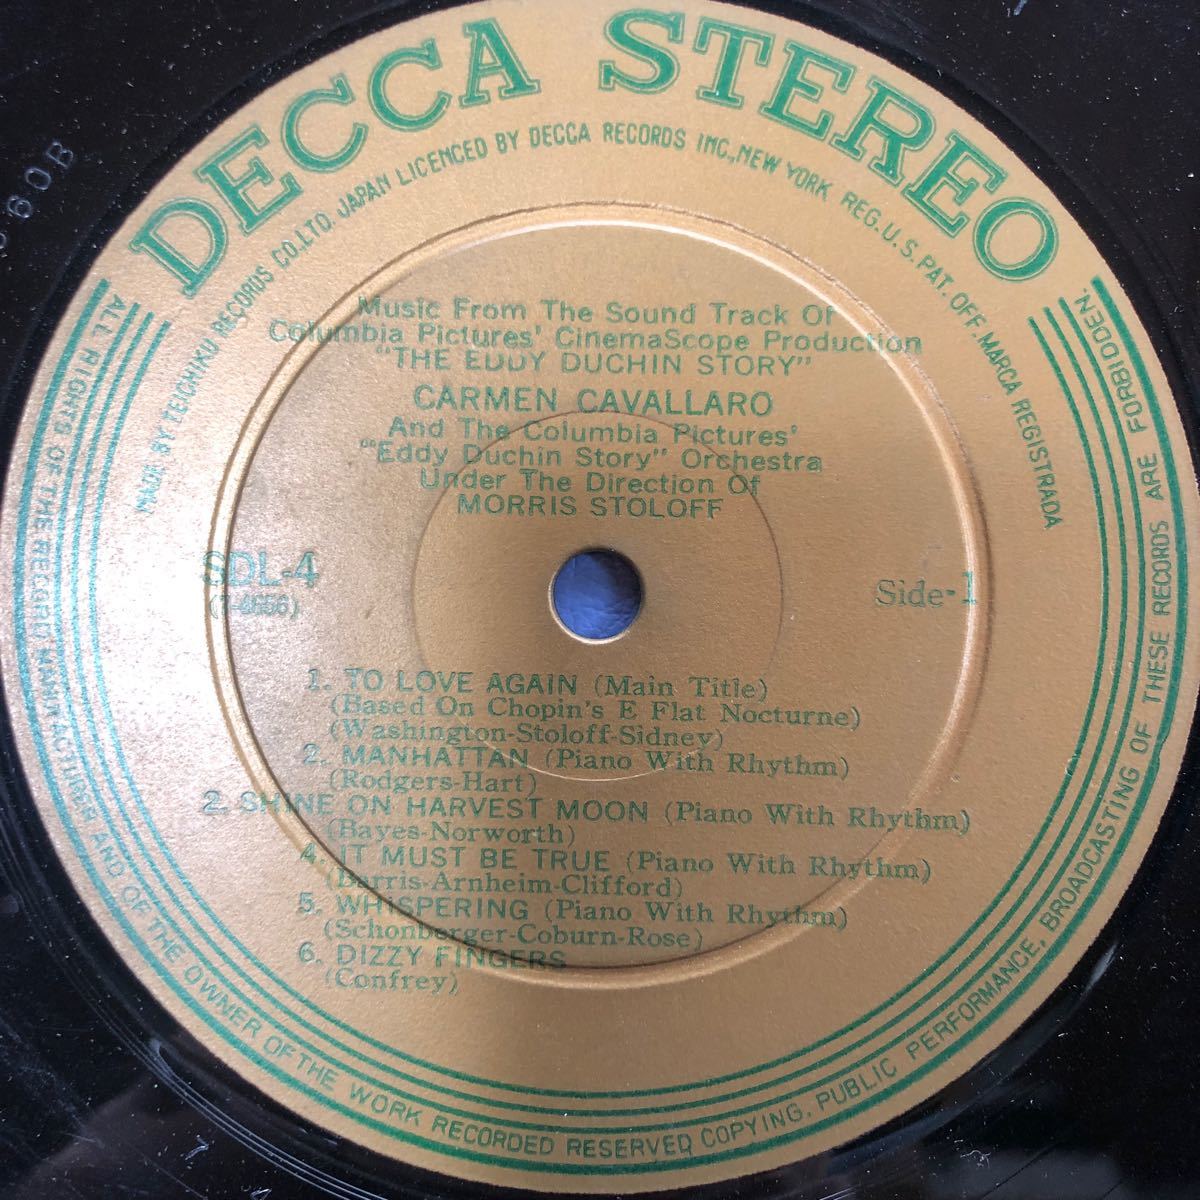 DECCA STEREO
MADE BY TEICHIKU RECORDS CO.LTD. JAPAN LICENCED BY DECCA RECORDS INC., NEW YORK REG.U.S.PAT.OFF.MARCA REGISTRADA
Music From The Sound Track Of
Columbia Pictures' CinemaScope Production
"THE EDDY DUCHIN STORY"
CARMEN CAVALLARO
And The Columbia Pictures'
"Eddy Duchin Story" Orchestra
Under The Direction Of
MORRIS STOLOFF
SDL-4
Side-1
1. TO LOVE AGAIN (Main Title)
(Based On Chopin's E Flat Nocturne)
(Washington-Stoloff-Sidney)
2. MANHATTAN (Piano With Rhythm)
(Rodgers-Hart)
2. SHINE ON HARVEST MOON (Piano With Rhythm)
(Bayes-Norworth)
4. IT MUST BE TRUE (Piano With Rhythm)
(Barris-Arnheim-Clifford)
5. WHISPERING (Piano With Rhythm)
(Schonberger-Coburn-Rose)
6. DIZZY FINGERS
(Confrey)
ALL RIGHTS OF THE RECORD MANUFACTURER AND OF THE OWNER OF THE WORK RECORDED RESERVED COPYING, PUBLIC PERFORMANCE, BROADCASTING OF THESE RECORDS ARE FORBIDDEN.
60B